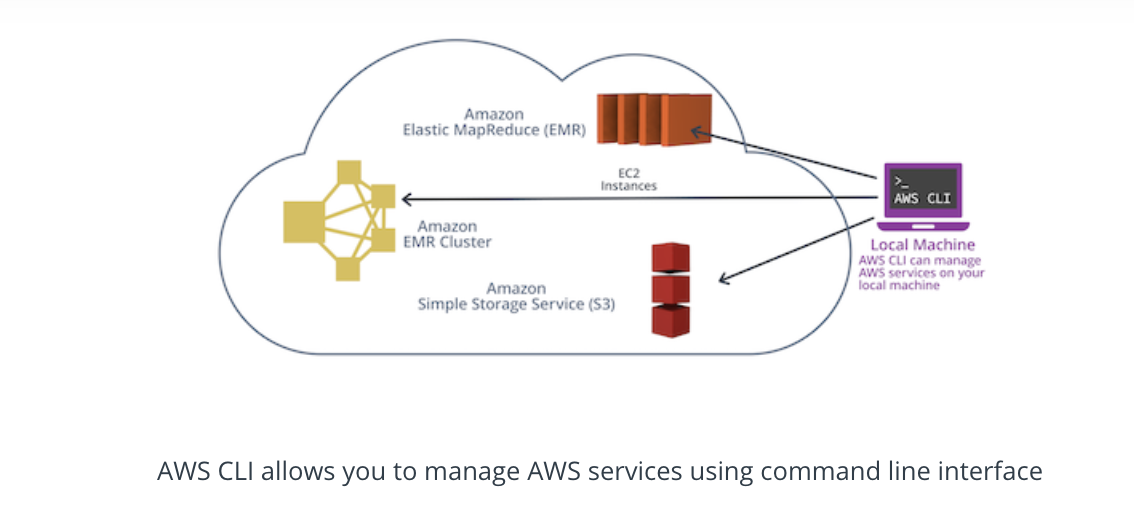 Amazon
Elastic MapReduce (EMR)
EC2
Instances
>_
AWS CLI
Amazon
EMR Cluster
Local Machine
AWS CLI can manage
AWS services on your
local machine
Amazon
Simple Storage Service (S3)
AWS CLI allows you to manage AWS services using command line interface